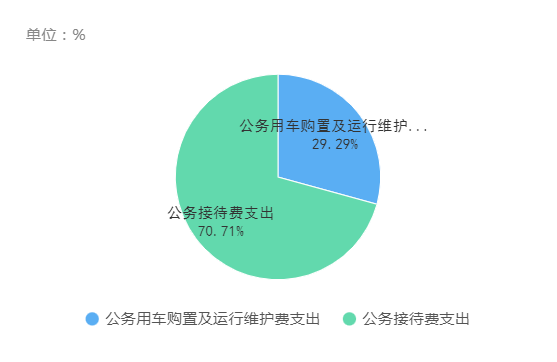 单位：%
公务用车购置及运行维护...
29.29%
公务接待费支出
70.71%
公务用车购置及运行维护费支出 公务接待费支出